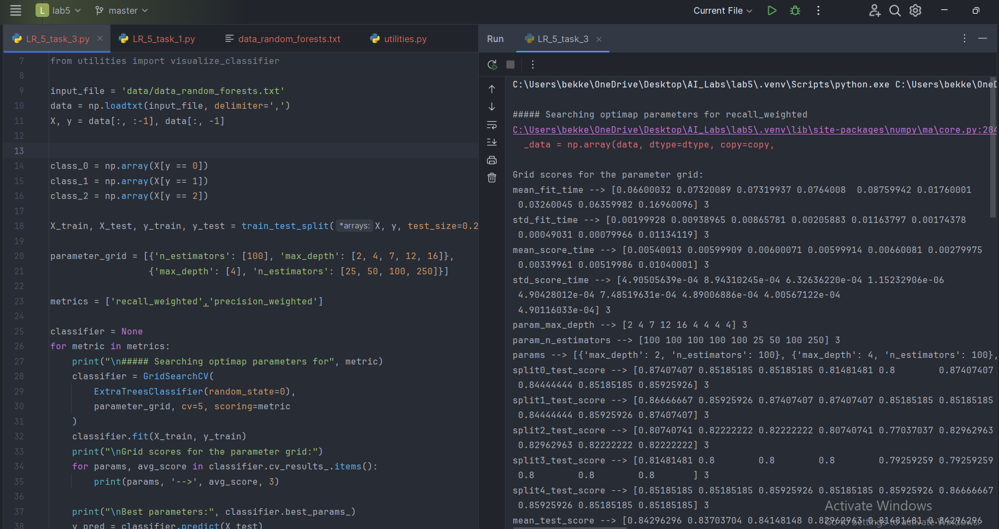 L lab5 master Current File
LR_5_task_3.py LR_5_task_1.py data_random_forests.txt utilities.py
7 from utilities import visualize_classifier
8
9 input_file = 'data/data_random_forests.txt'
10 data = np.loadtxt(input_file, delimiter=',')
11 X, y = data[:, :-1], data[:, -1]
12
13
14 class_0 = np.array(X[y == 0])
15 class_1 = np.array(X[y == 1])
16 class_2 = np.array(X[y == 2])
17
18 X_train, X_test, y_train, y_test = train_test_split( *arrays: X, y, test_size=0.2
19
20 parameter_grid = [{'n_estimators': [100], 'max_depth': [2, 4, 7, 12, 16]},
21 {'max_depth': [4], 'n_estimators': [25, 50, 100, 250]}]
22
23 metrics = ['recall_weighted','precision_weighted']
24
25 classifier = None
26 for metric in metrics:
27 print("\n##### Searching optimap parameters for", metric)
28 classifier = GridSearchCV(
29 ExtraTreesClassifier(random_state=0),
30 parameter_grid, cv=5, scoring=metric
31 )
32 classifier.fit(X_train, y_train)
33 print("\nGrid scores for the parameter grid:")
34 for params, avg_score in classifier.cv_results_.items():
35 print(params, '-->', avg_score, 3)
36
37 print("\nBest parameters:", classifier.best_params_)
38 y_pred = classifier.predict(X_test)
Run LR_5_task_3
C:\Users\bekke\OneDrive\Desktop\AI_Labs\lab5\.venv\Scripts\python.exe C:\Users\bekke\OneD
##### Searching optimap parameters for recall_weighted
C:\Users\bekke\OneDrive\Desktop\AI_Labs\lab5\.venv\lib\site-packages\numpy\ma\core.py:284
_data = np.array(data, dtype=dtype, copy=copy,
Grid scores for the parameter grid:
mean_fit_time --> [0.06600032 0.07320089 0.07319937 0.0764008  0.08759942 0.01760001
0.03260045 0.06359982 0.16960096] 3
std_fit_time --> [0.00199928 0.00938965 0.00865781 0.00205883 0.01163797 0.00174378
0.00049031 0.00079966 0.01134119] 3
mean_score_time --> [0.00540013 0.00599909 0.00600071 0.00599914 0.00660081 0.00279975
0.00339961 0.00519986 0.01040001] 3
std_score_time --> [4.90505639e-04 8.94310245e-04 6.32636220e-04 1.15232906e-06
4.90428012e-04 7.48519631e-04 4.89006886e-04 4.00567122e-04
4.90116033e-04] 3
param_max_depth --> [2 4 7 12 16 4 4 4 4] 3
param_n_estimators --> [100 100 100 100 100 25 50 100 250] 3
params --> [{'max_depth': 2, 'n_estimators': 100}, {'max_depth': 4, 'n_estimators': 100},
split0_test_score --> [0.87407407 0.85185185 0.85185185 0.81481481 0.8        0.87407407
0.84444444 0.85185185 0.85925926] 3
split1_test_score --> [0.86666667 0.85925926 0.87407407 0.87407407 0.85185185 0.85185185
0.84444444 0.85925926 0.87407407] 3
split2_test_score --> [0.80740741 0.82222222 0.82222222 0.80740741 0.77037037 0.82962963
0.82962963 0.82222222 0.82222222] 3
split3_test_score --> [0.81481481 0.8        0.8        0.8        0.79259259 0.79259259
0.8        0.8        0.8       ] 3
split4_test_score --> [0.85185185 0.85185185 0.85925926 0.85185185 0.85925926 0.86666667
0.85925926 0.85185185 0.85185185] 3
mean_test_score --> [0.84296296 0.83703704 0.84148148 0.82962963 0.81481481 0.84296296
Activate Windows
Go to Settings to activate Windows.